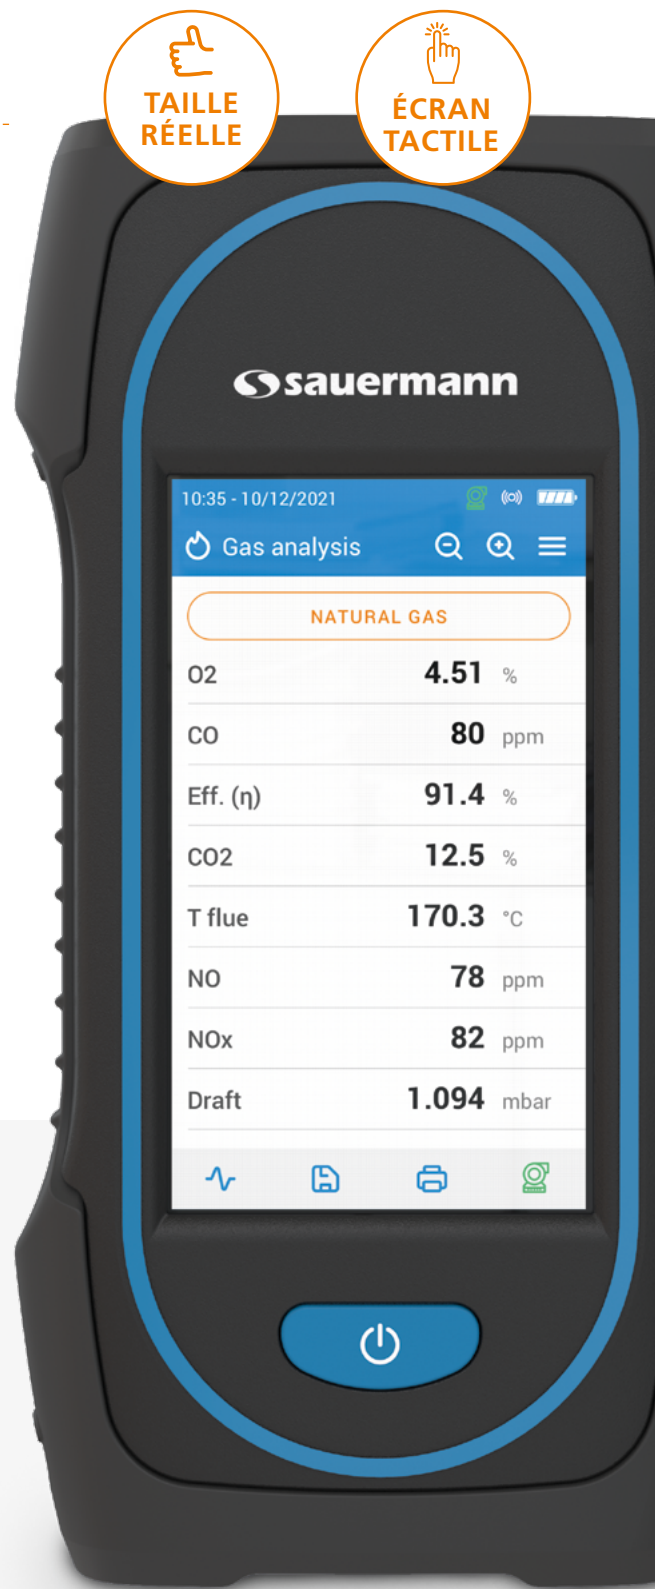 TAILLE
RÉELLE
ÉCRAN
TACTILE
sauermann
10:35 - 10/12/2021
Gas analysis
NATURAL GAS
O2 4.51 %
CO 80 ppm
Eff. (η) 91.4 %
CO2 12.5 %
T flue 170.3 °C
NO 78 ppm
NOx 82 ppm
Draft 1.094 mbar